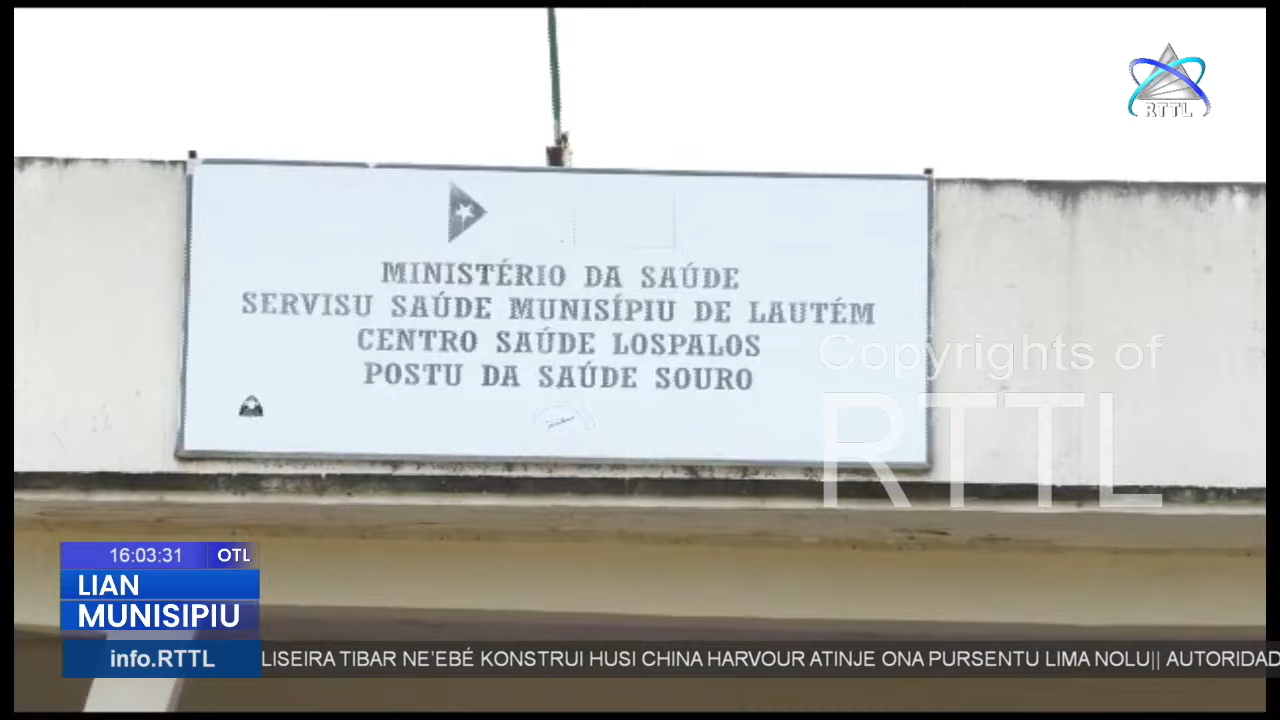 RTTL
MINISTÉRIO DA SAÚDE
SERVISU SAÚDE MUNISÍPIU DE LAUTÉM
CENTRO SAÚDE LOSPALOS
POSTU DA SAÚDE SOURO
Copyrights of
RTTL
16:03:31 OTL
LIAN
MUNISIPIU
info.RTTL LISEIRA TIBAR NE'EBÉ KONSTRUI HUSI CHINA HARVOUR ATINJE ONA PURSENTU LIMA NOLU|| AUTORIDAD